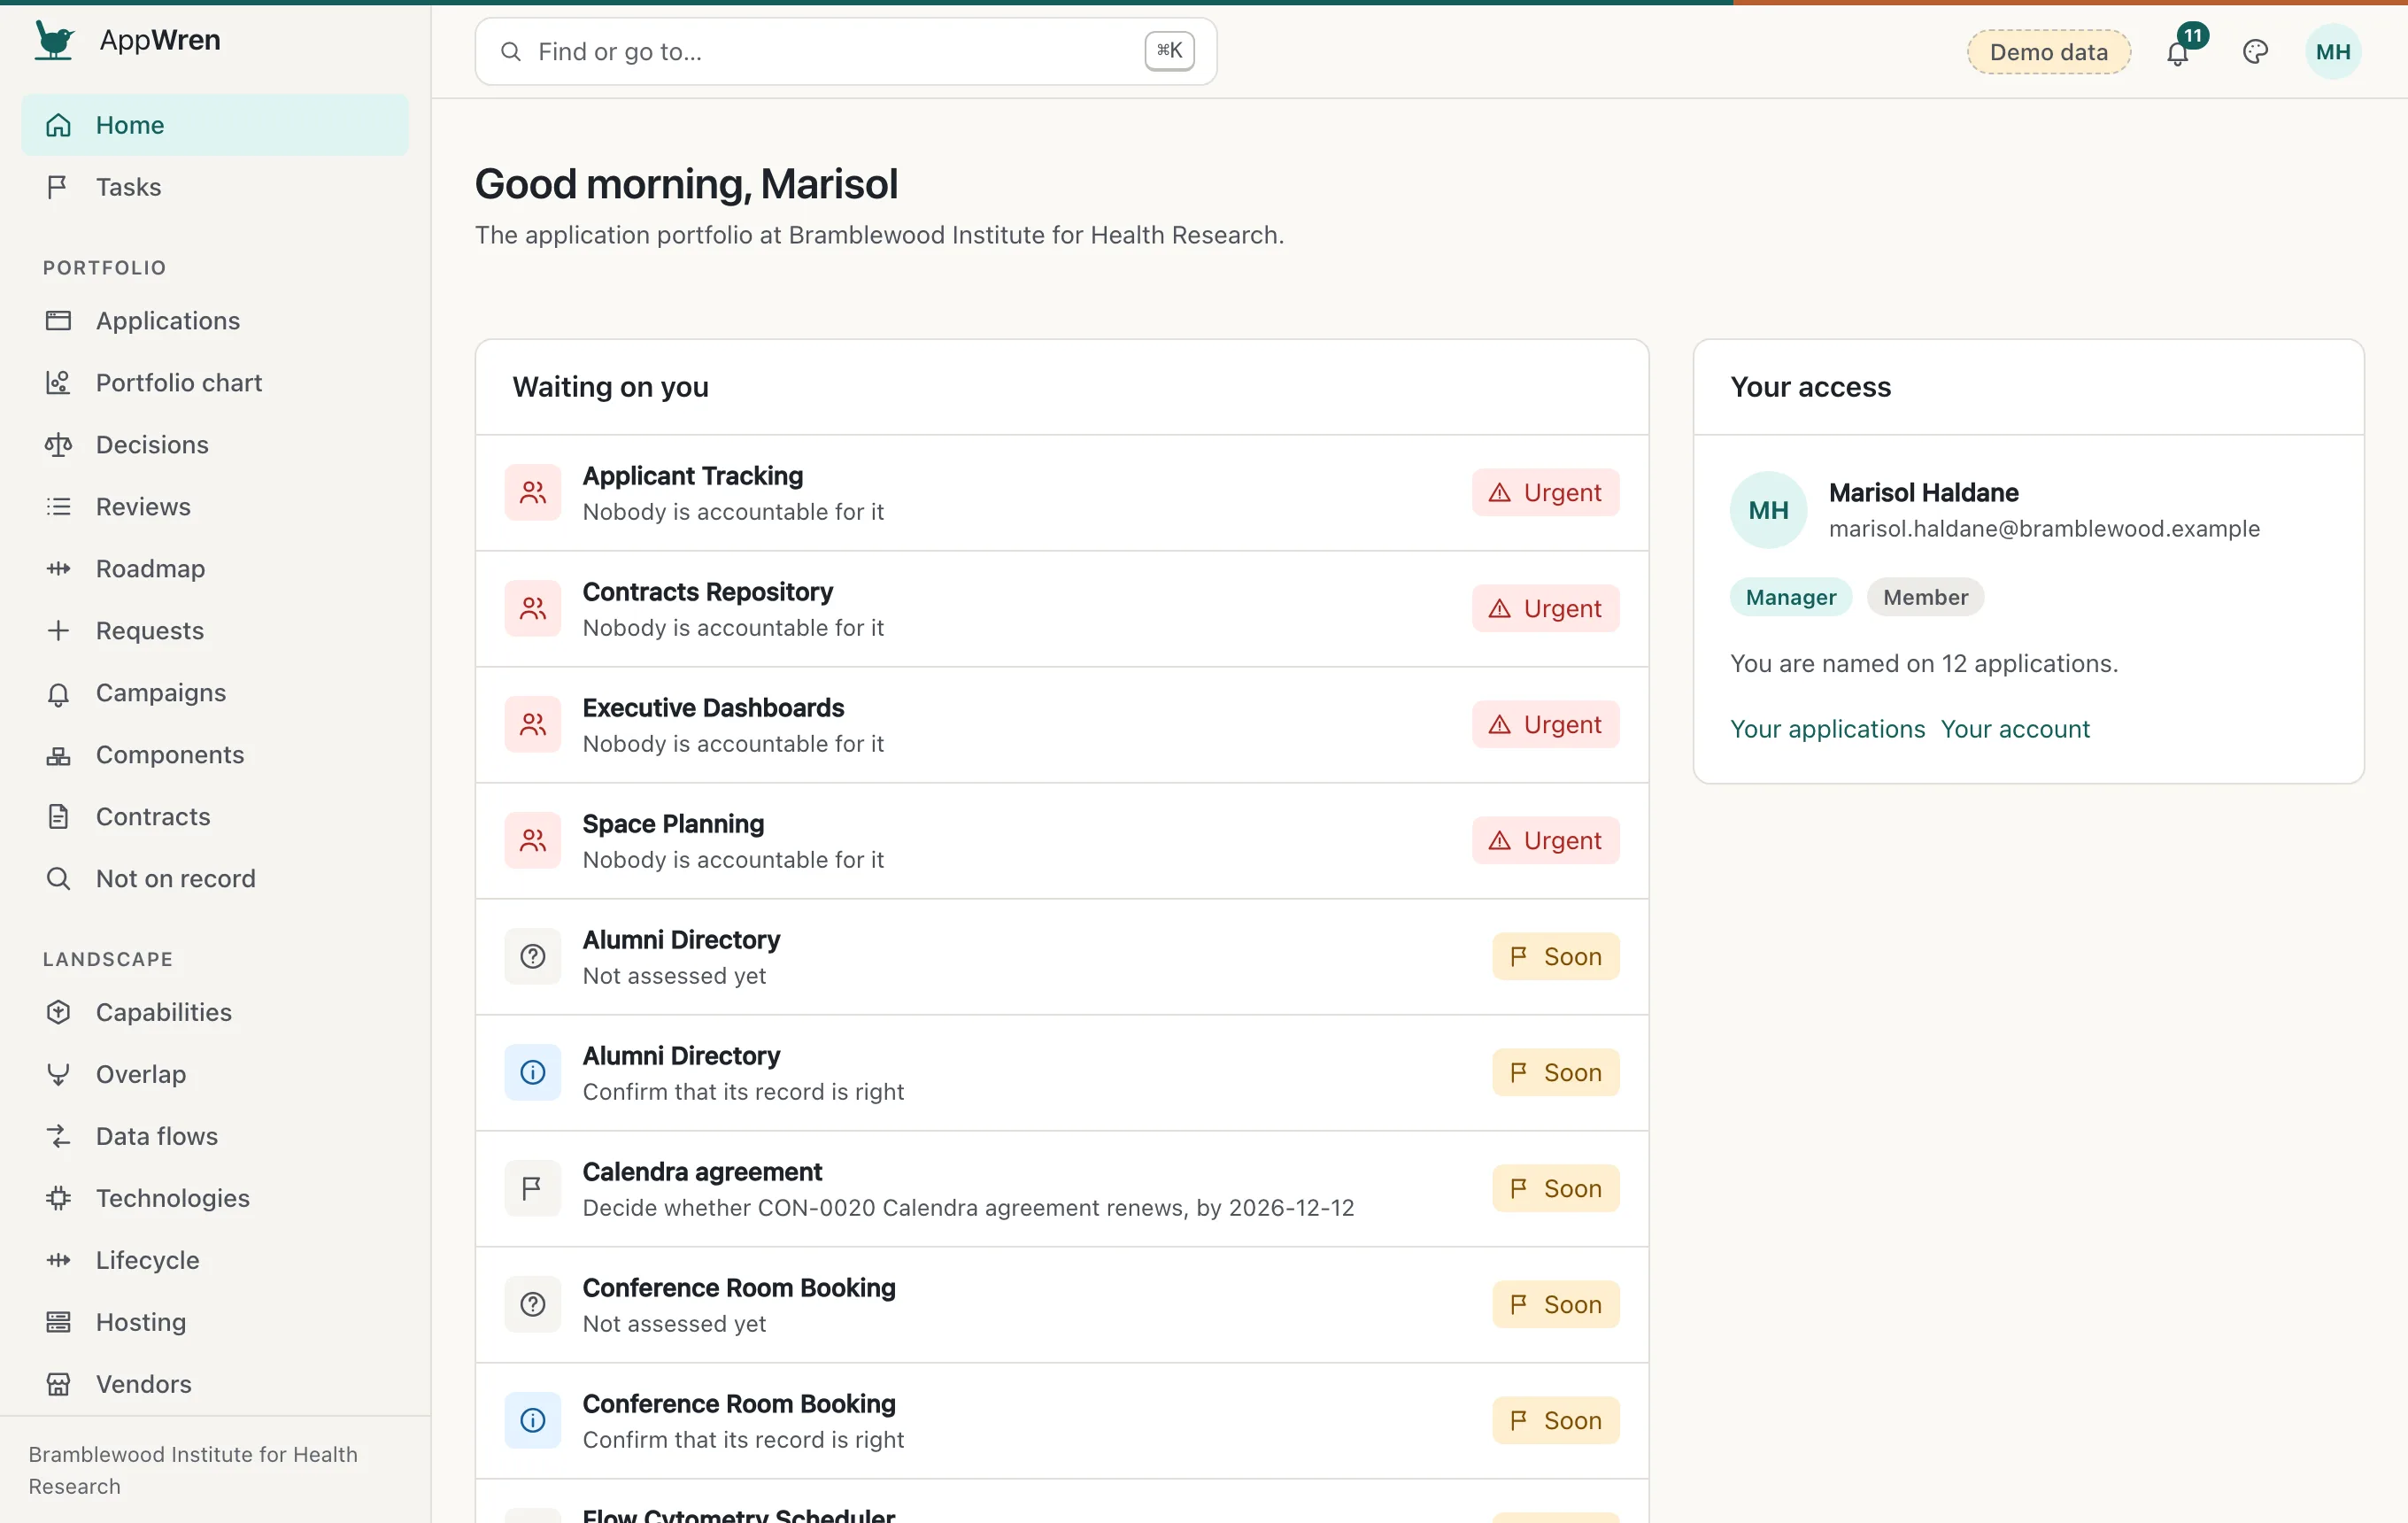 AppWren
Find or go to...
⌘K
Demo data
11
MH
Home
Tasks
PORTFOLIO
Applications
Portfolio chart
Decisions
Reviews
Roadmap
Requests
Campaigns
Components
Contracts
Not on record
LANDSCAPE
Capabilities
Overlap
Data flows
Technologies
Lifecycle
Hosting
Vendors
Bramblewood Institute for Health
Research
Good morning, Marisol
The application portfolio at Bramblewood Institute for Health Research.
Waiting on you
Applicant Tracking
Nobody is accountable for it
Urgent
Contracts Repository
Nobody is accountable for it
Urgent
Executive Dashboards
Nobody is accountable for it
Urgent
Space Planning
Nobody is accountable for it
Urgent
Alumni Directory
Not assessed yet
Soon
Alumni Directory
Confirm that its record is right
Soon
Calendra agreement
Decide whether CON-0020 Calendra agreement renews, by 2026-12-12
Soon
Conference Room Booking
Not assessed yet
Soon
Conference Room Booking
Confirm that its record is right
Soon
Flow Cytometry Scheduler
Your access
MH
Marisol Haldane
marisol.haldane@bramblewood.example
Manager
Member
You are named on 12 applications.
Your applications
Your account